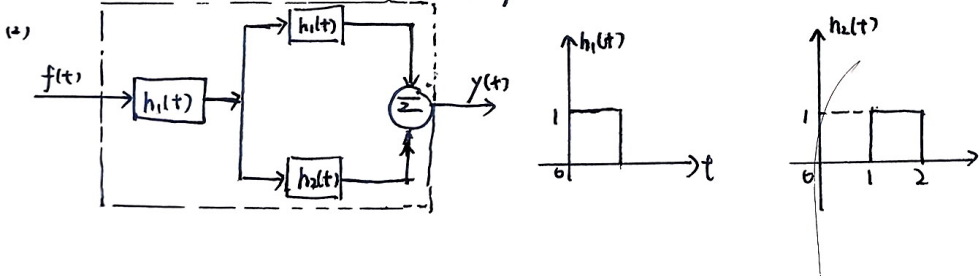 (2)
f(t)
h₁(t)
h₁(t)
h₂(t)
Σ
y(t)
h₁(t)
1
0
t
h₂(t)
1
0
1
2